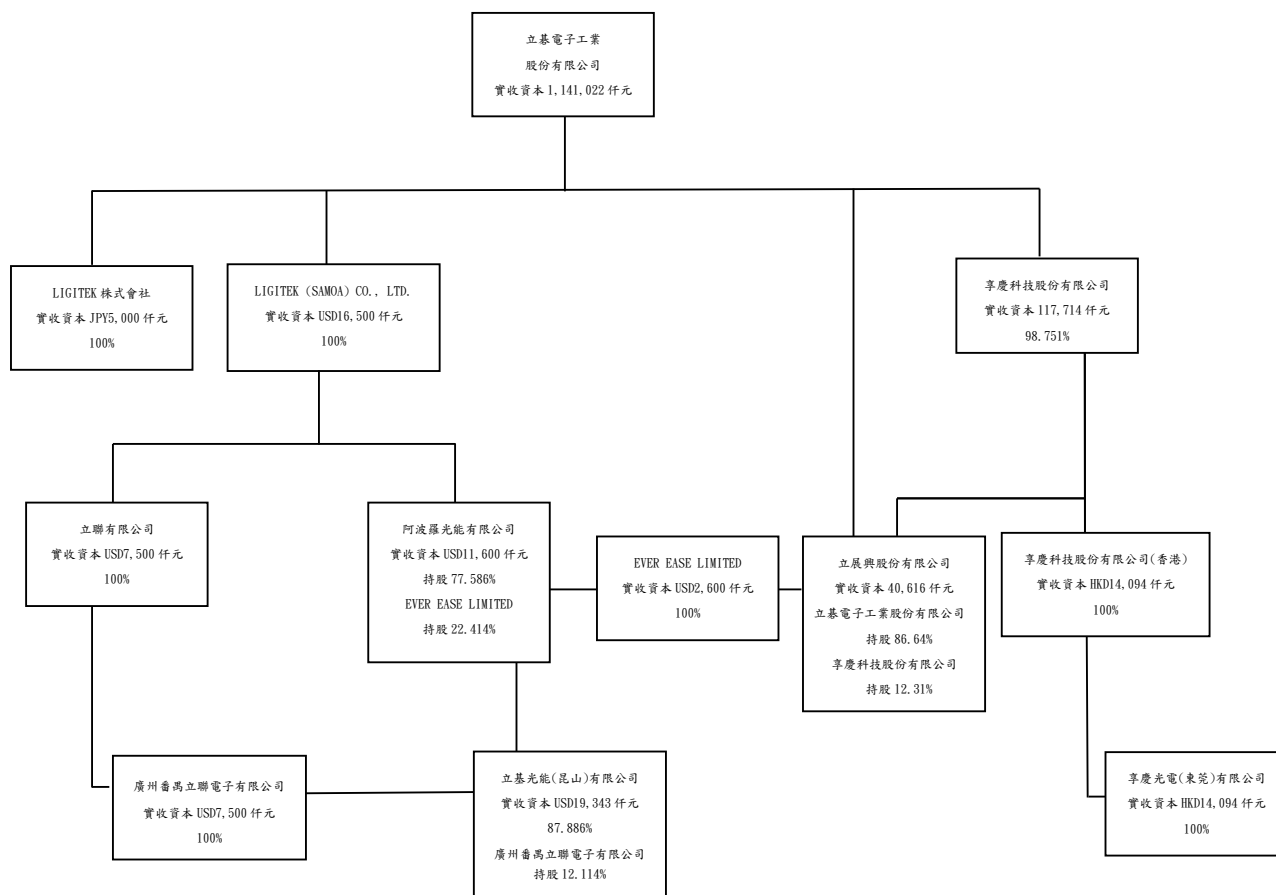 立碁電子工業
股份有限公司
實收資本 1,141,022 仟元
LIGITEK 株式會社
實收資本 JPY5,000 仟元
100%
LIGITEK (SAMOA) CO., LTD.
實收資本 USD16,500 仟元
100%
享慶科技股份有限公司
實收資本 117,714 仟元
98.751%
立聯有限公司
實收資本 USD7,500 仟元
100%
阿波羅光能有限公司
實收資本 USD11,600 仟元
持股 77.586%
EVER EASE LIMITED
持股 22.414%
EVER EASE LIMITED
實收資本 USD2,600 仟元
100%
立展興股份有限公司
實收資本 40,616 仟元
立碁電子工業股份有限公司
持股 86.64%
享慶科技股份有限公司
持股 12.31%
享慶科技股份有限公司(香港)
實收資本 HKD14,094 仟元
100%
廣州番禺立聯電子有限公司
實收資本 USD7,500 仟元
100%
立基光能(昆山)有限公司
實收資本 USD19,343 仟元
87.886%
廣州番禺立聯電子有限公司
持股 12.114%
享慶光電(東莞)有限公司
實收資本 HKD14,094 仟元
100%